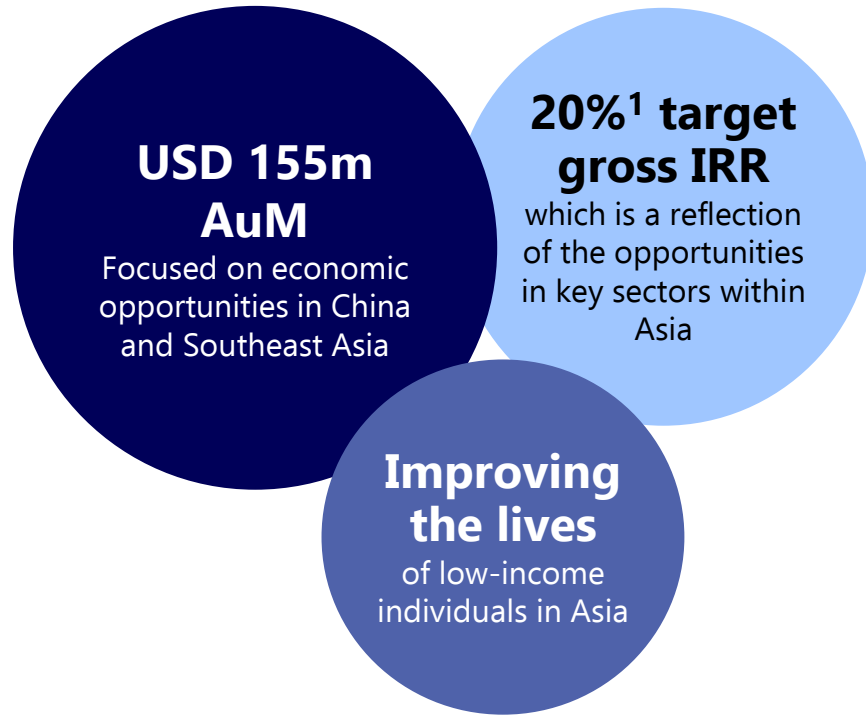 USD 155m
AuM
Focused on economic
opportunities in China
and Southeast Asia
20%¹ target
gross IRR
which is a reflection
of the opportunities
in key sectors within
Asia
Improving
the lives
of low-income
individuals in Asia